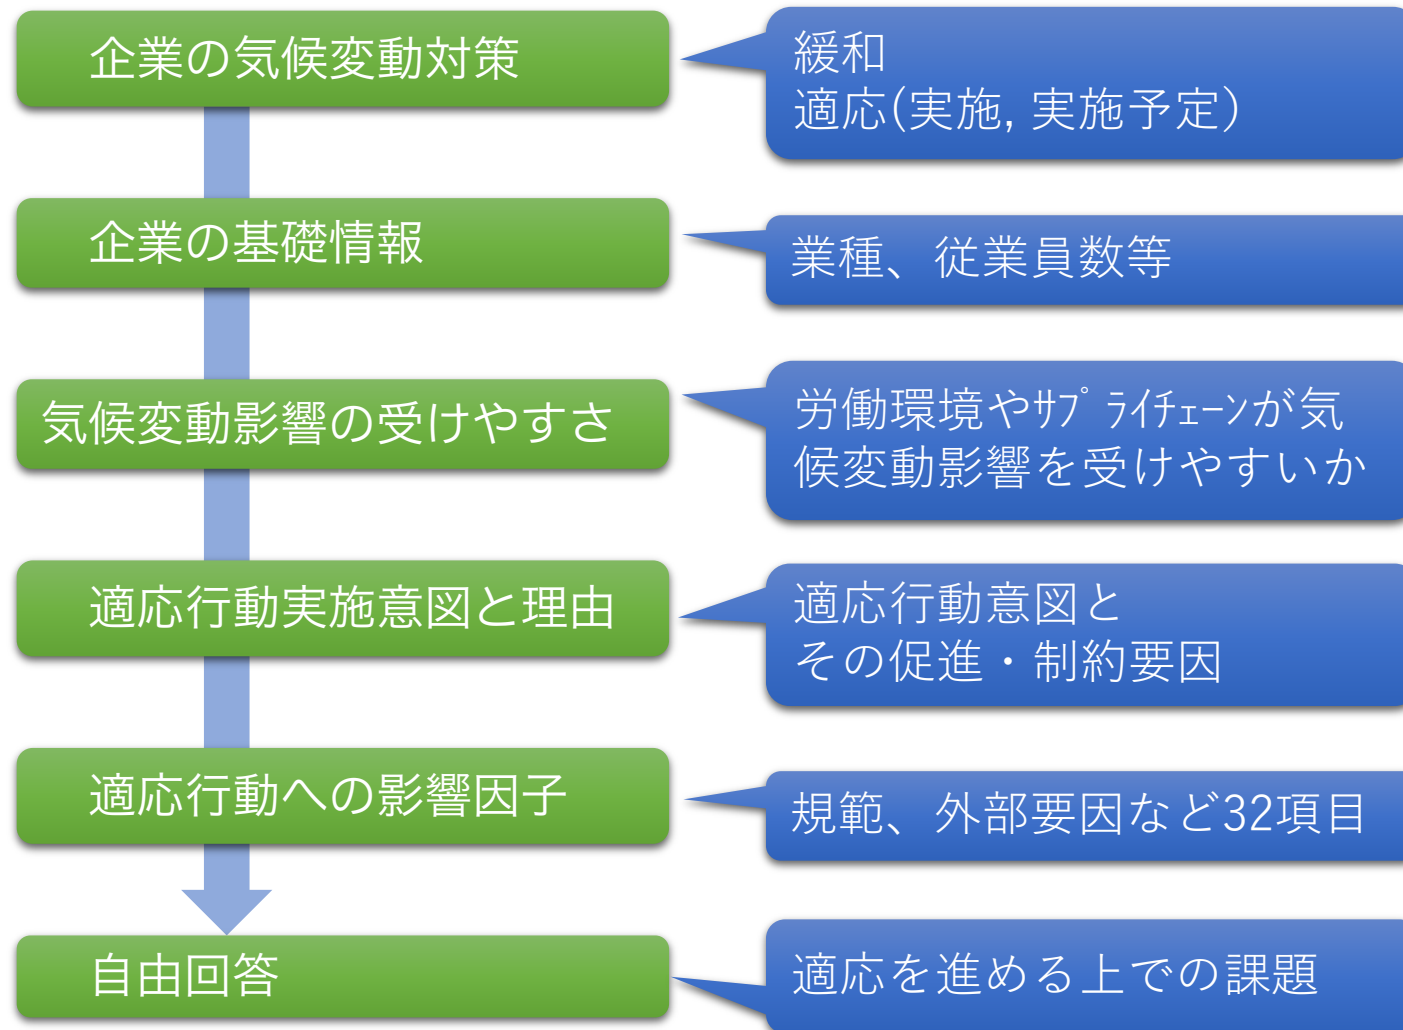 企業の気候変動対策
緩和
適応(実施, 実施予定)
企業の基礎情報
業種、従業員数等
気候変動影響の受けやすさ
労働環境やｻﾌﾟﾗｲﾁｪｰﾝが気
候変動影響を受けやすいか
適応行動実施意図と理由
適応行動意図と
その促進・制約要因
適応行動への影響因子
規範、外部要因など32項目
自由回答
適応を進める上での課題